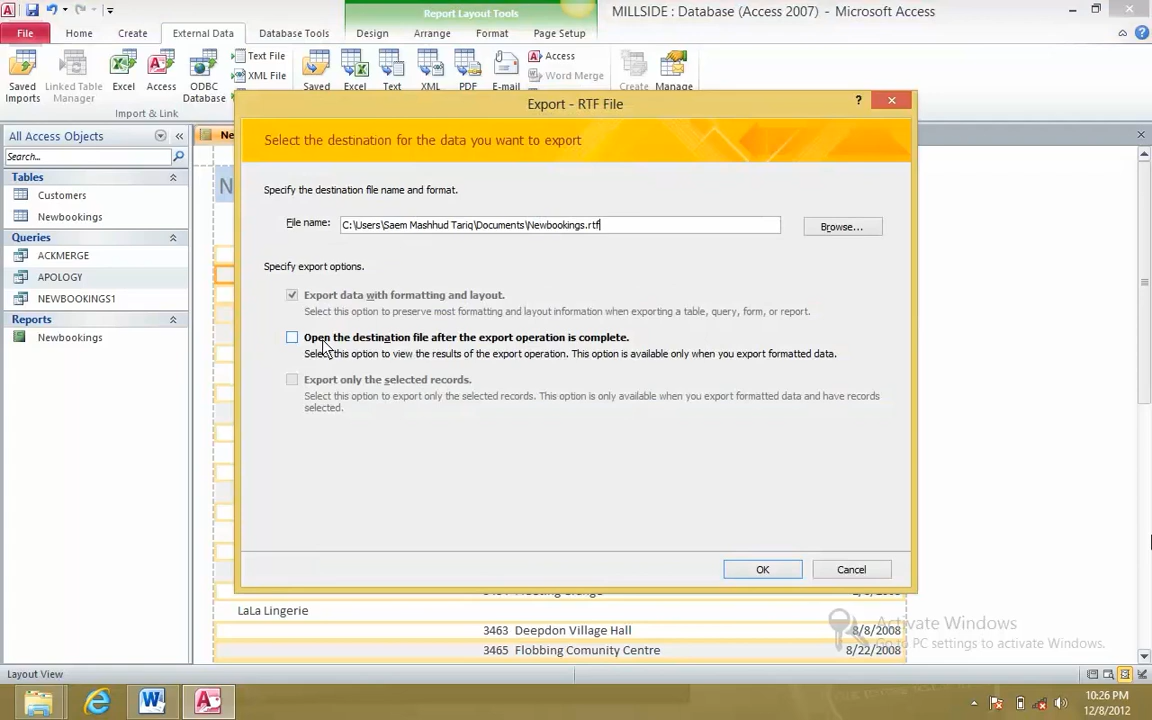 Report Layout Tools
MILLSIDE : Database (Access 2007) - Microsoft Access
File Home Create External Data Database Tools Design Arrange Format Page Setup
Saved Imports
Linked Table Manager
Excel
Access
ODBC Database
Text File
XML File
Import & Link
Saved
Excel
Text
XML
PDF
E-mail
Access
Word Merge
Create
Manage
All Access Objects
Search...
Tables
Customers
Newbookings
Queries
ACKMERGE
APOLOGY
NEWBOOKINGS1
Reports
Newbookings
Ne
N
Export - RTF File
Select the destination for the data you want to export
Specify the destination file name and format.
File name: C:\Users\Saem Mashhud Tariq\Documents\Newbookings.rtf
Browse...
Specify export options.
Export data with formatting and layout.
Select this option to preserve most formatting and layout information when exporting a table, query, form, or report.
Open the destination file after the export operation is complete.
Select this option to view the results of the export operation. This option is available only when you export formatted data.
Export only the selected records.
Select this option to export only the selected records. This option is only available when you export formatted data and have records
selected.
OK Cancel
LaLa Lingerie
3463 Deepdon Village Hall 8/8/2008
3465 Flobbing Comunity Centre 8/22/2008
Activate Windows
Go to PC settings to activate Windows.
Layout View
10:26 PM
12/8/2012